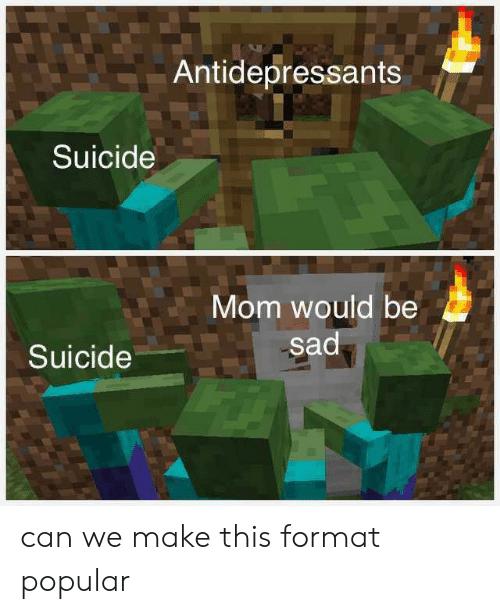 Antidepressants
Suicide
Mom would be
sad
Suicide
can we make this format
popular